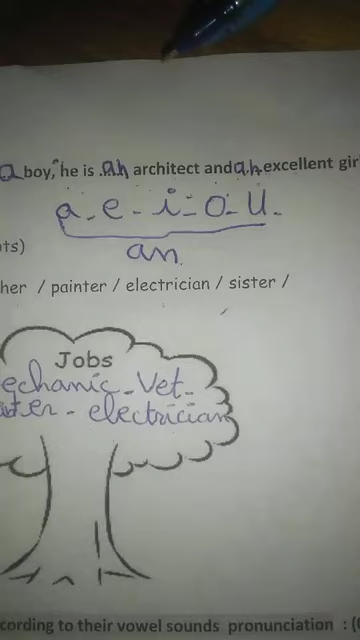 a boy, he is .an architect and an excellent gir
a - e - i - o - u -
an
ts)
her / painter / electrician / sister /
Jobs
echanic - Vet -
ter - electrician
cording to their vowel sounds pronunciation : (